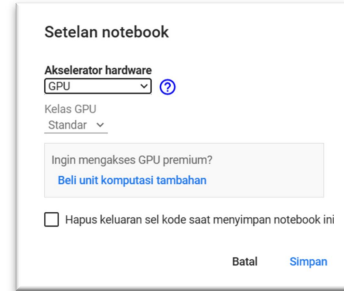 Setelan notebook
Akselerator hardware
GPU
Kelas GPU
Standar
Ingin mengakses GPU premium?
Beli unit komputasi tambahan
Hapus keluaran sel kode saat menyimpan notebook ini
Batal Simpan